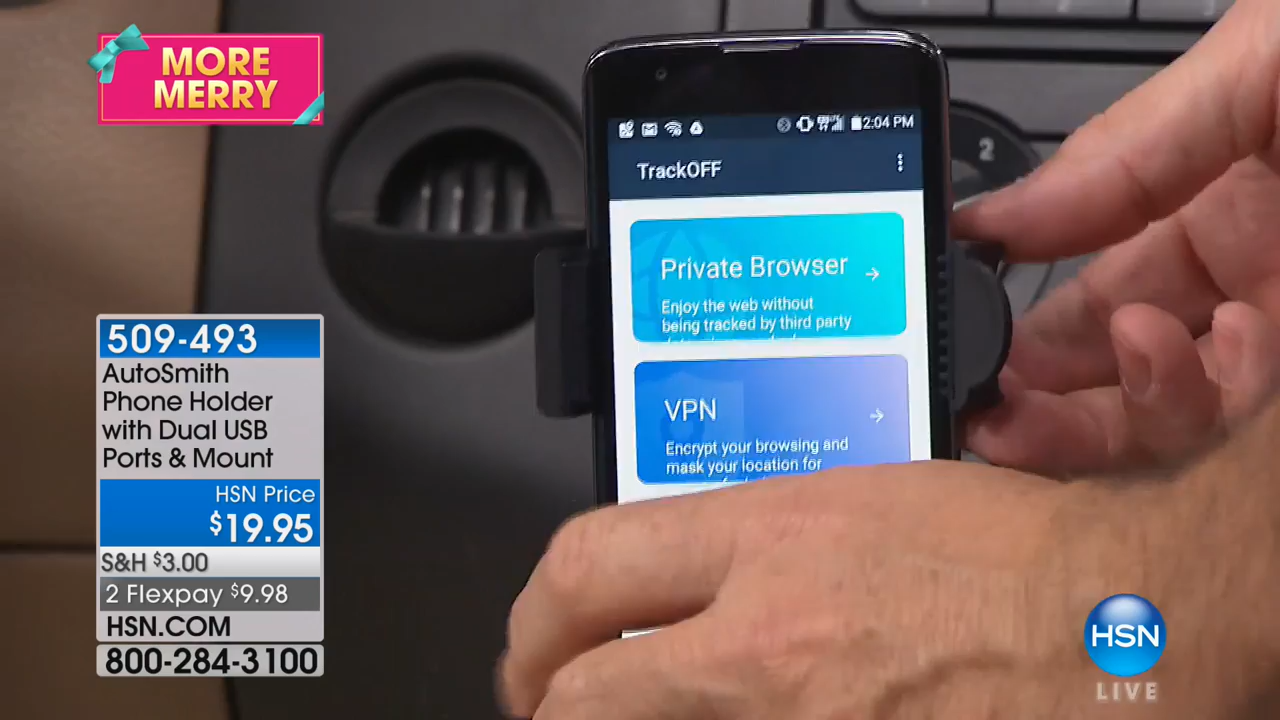 MORE
MERRY
509-493
AutoSmith
Phone Holder
with Dual USB
Ports & Mount
HSN Price
$19.95
S&H $3.00
2 Flexpay $9.98
HSN.COM
800-284-3100
2:04 PM
TrackOFF
Private Browser
Enjoy the web without
being tracked by third party
VPN
Encrypt your browsing and
mask your location for
2
HSN
LIVE